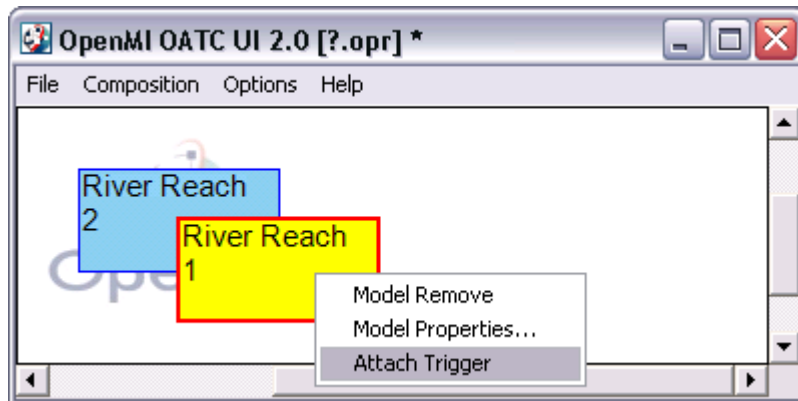 OpenMI OATC UI 2.0 [?.opr] *
File Composition Options Help
River Reach
2
River Reach
1
Model Remove
Model Properties...
Attach Trigger